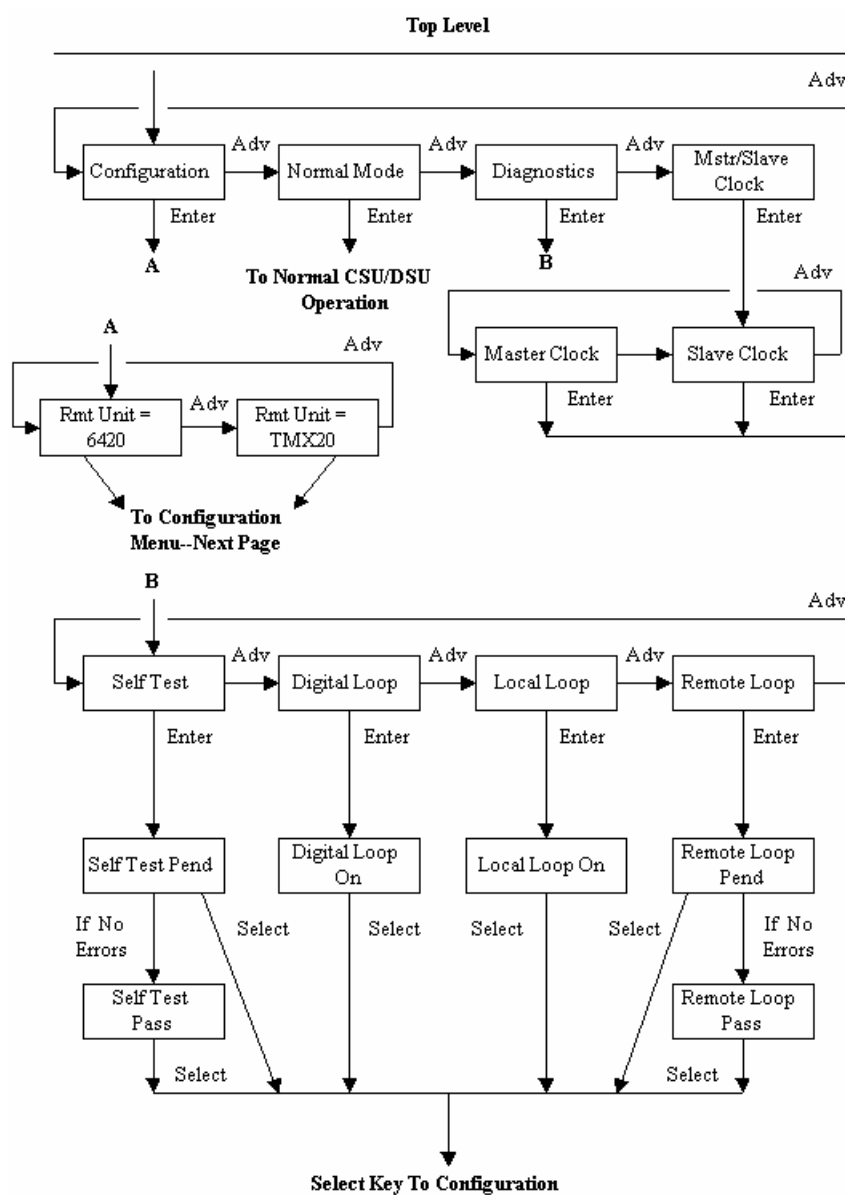 Top Level
Adv
Configuration
Adv
Normal Mode
Adv
Diagnostics
Adv
Mstr/Slave
Clock
Enter
Enter
Enter
Enter
A
To Normal CSU/DSU
Operation
B
Adv
Master Clock
Slave Clock
Enter
Enter
A
Adv
Rmt Unit =
6420
Adv
Rmt Unit =
TMX20
To Configuration
Menu--Next Page
B
Adv
Self Test
Adv
Digital Loop
Adv
Local Loop
Adv
Remote Loop
Enter
Enter
Enter
Enter
Self Test Pend
Digital Loop
On
Local Loop On
Remote Loop
Pend
If No
Errors
Select
Select
Select
Select
If No
Errors
Self Test
Pass
Remote Loop
Pass
Select
Select
Select Key To Configuration